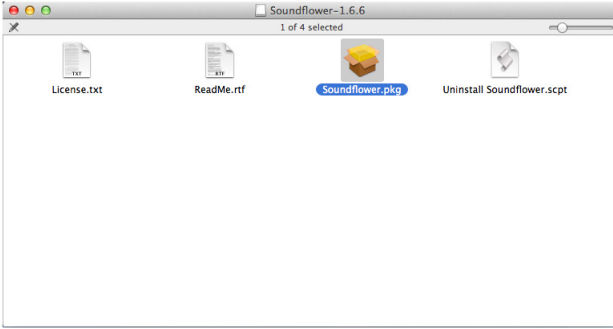 Soundflower-1.6.6
1 of 4 selected
TXT
RTF
License.txt
ReadMe.rtf
Soundflower.pkg
Uninstall Soundflower.scpt